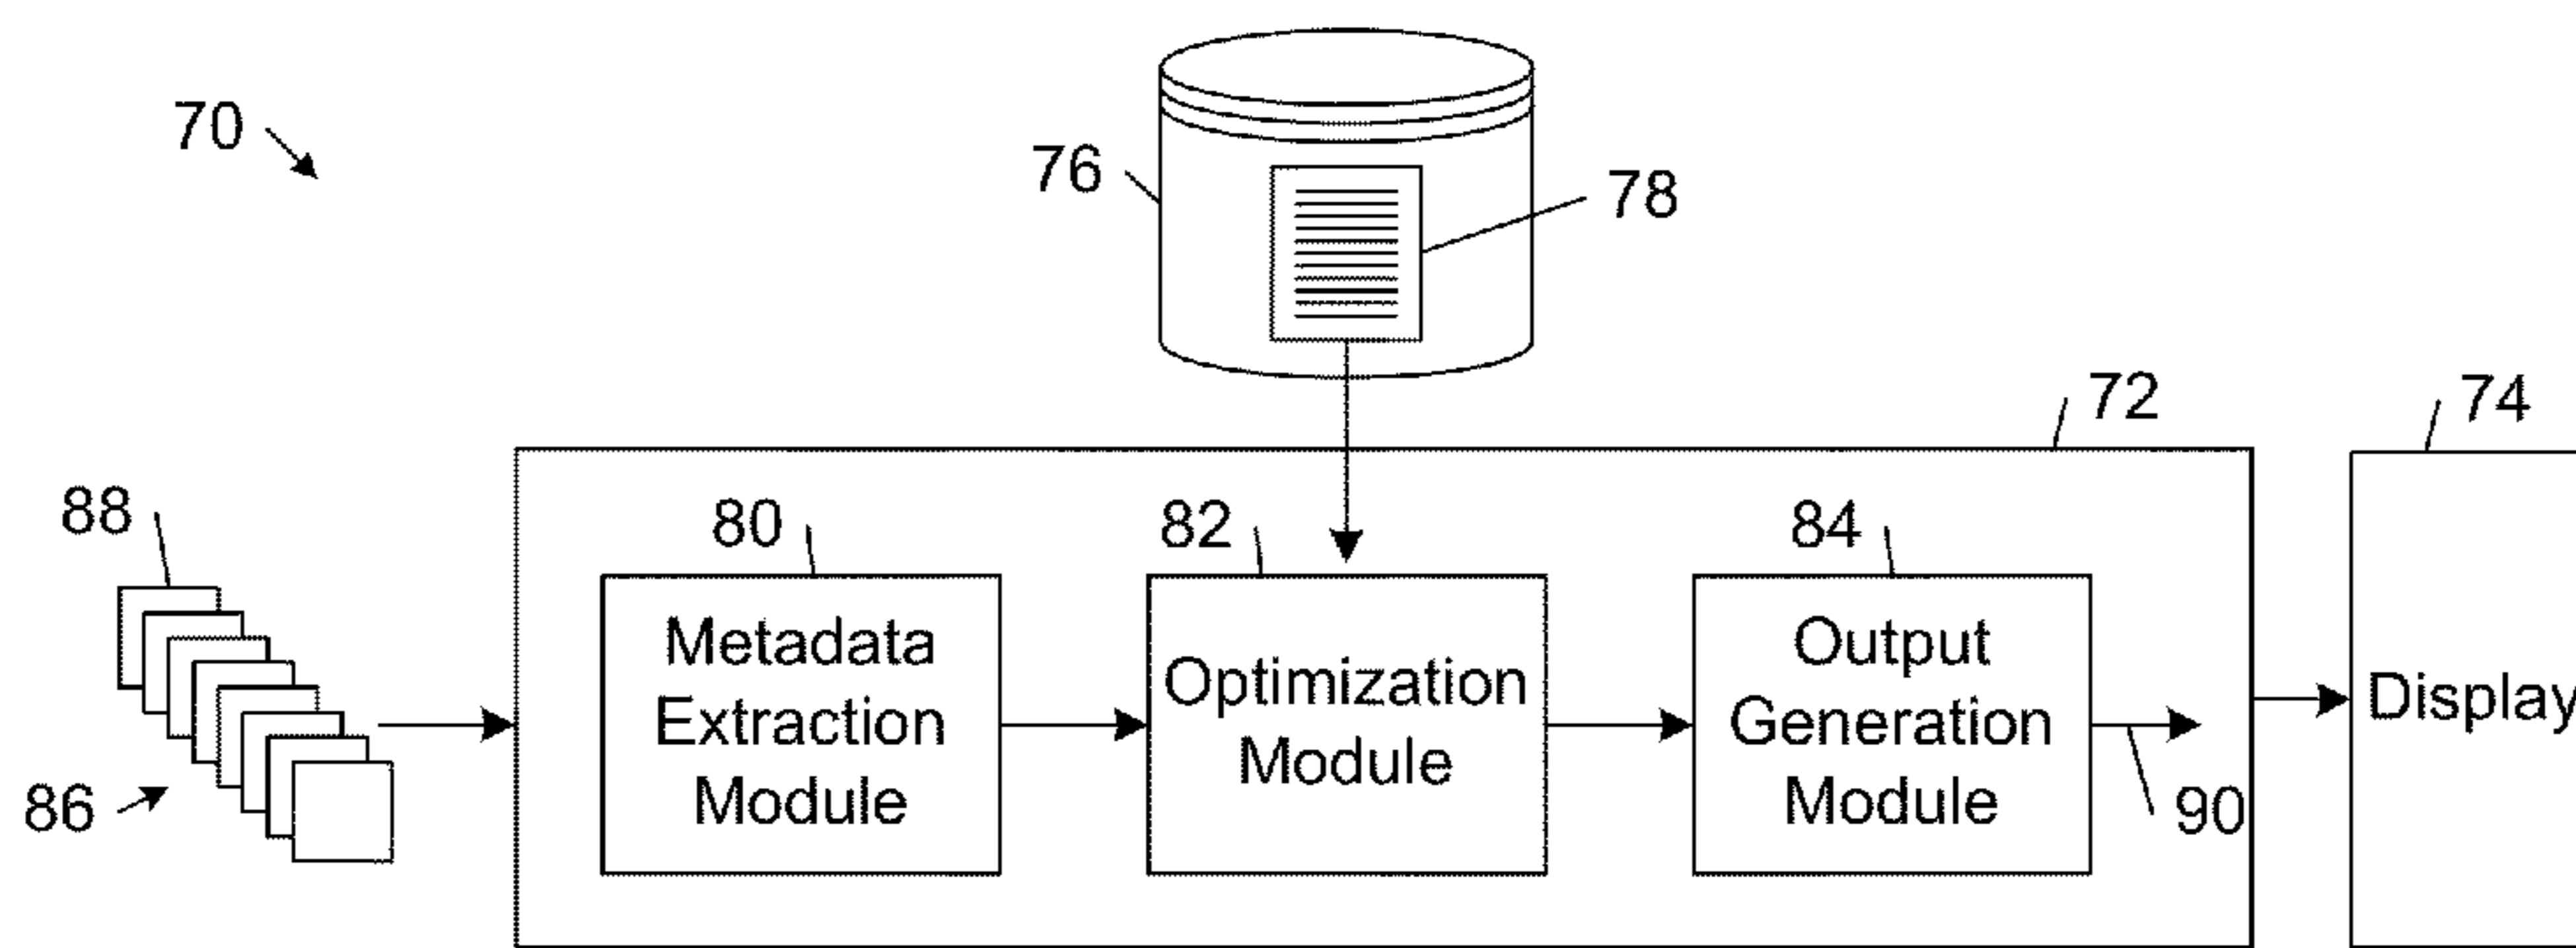 70
76
78
72
74
88
80
82
84
Metadata
Extraction
Module
Optimization
Module
Output
Generation
Module
Display
86
90